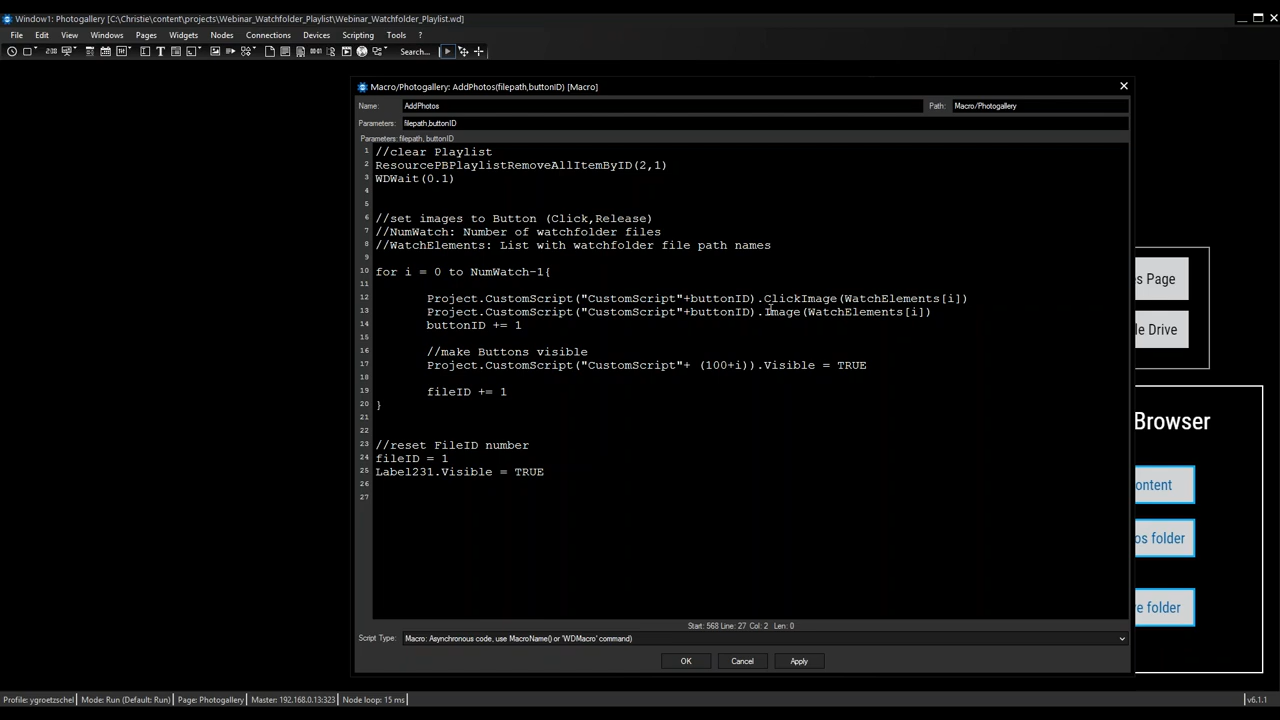 Window1: Photogallery [C:\Christie\content\projects\Webinar_Watchfolder_Playlist\Webinar_Watchfolder_Playlist.wd]
File Edit View Windows Pages Widgets Nodes Connections Devices Scripting Tools ?
Search...
Macro/Photogallery: AddPhotos(filepath,buttonID) [Macro]
Name: AddPhotos Path: Macro/Photogallery
Parameters: filepath,buttonID
Parameters: filepath, buttonID
1 //clear Playlist
2 ResourcePBPlaylistRemoveAllItemByID(2,1)
3 WDWait(0.1)
4
5
6 //set images to Button (Click,Release)
7 //NumWatch: Number of watchfolder files
8 //WatchElements: List with watchfolder file path names
9
10 for i = 0 to NumWatch-1{
12 Project.CustomScript("CustomScript"+buttonID).ClickImage(WatchElements[i])
13 Project.CustomScript("CustomScript"+buttonID).Image(WatchElements[i])
14 buttonID += 1
15
16 //make Buttons visible
17 Project.CustomScript("CustomScript"+ (100+i)).Visible = TRUE
18
19 fileID += 1
20 }
21
22
23 //reset FileID number
24 fileID = 1
25 Label231.Visible = TRUE
26
27
s Page
le Drive
Browser
ontent
os folder
e folder
Start: 568 Line: 27 Col: 2 Len: 0
Script Type: Macro: Asynchronous code, use MacroName() or 'WDMacro' command)
OK Cancel Apply
Profile: ygroetzschel Mode: Run (Default: Run) Page: Photogallery Master: 192.168.0.13:323 Node loop: 15 ms v6.1.1